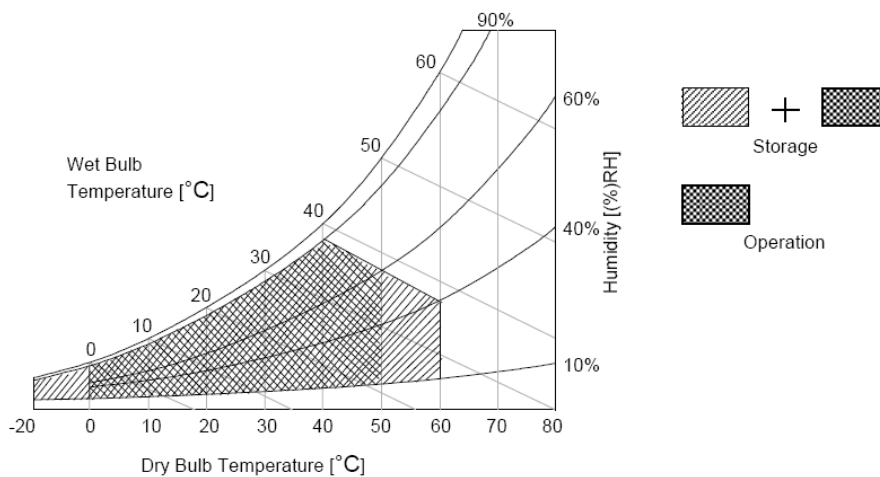 90%
60
60%
50
Wet Bulb
Temperature [°C]
40
30
20
10
0
40%
10%
Humidity [(%)RH]
-20 0 10 20 30 40 50 60 70 80
Dry Bulb Temperature [°C]
+
Storage
Operation